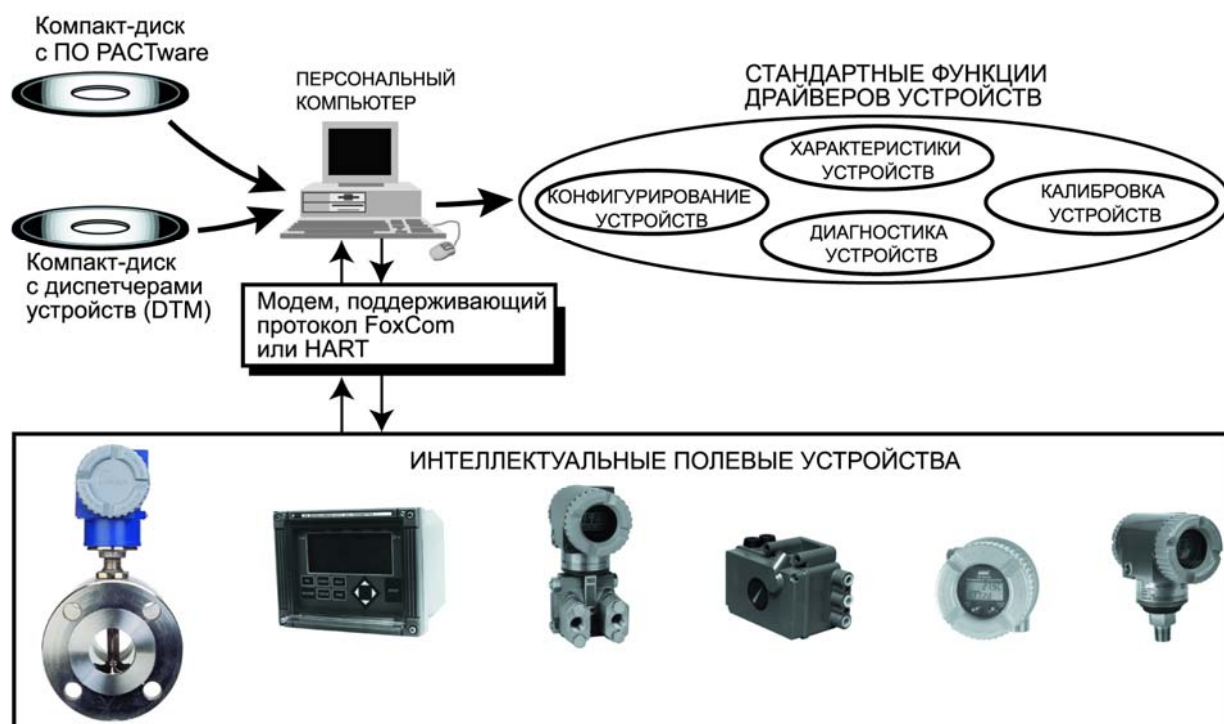 Компакт-диск
с ПО PACTware
ПЕРСОНАЛЬНЫЙ
КОМПЬЮТЕР
СТАНДАРТНЫЕ ФУНКЦИИ
ДРАЙВЕРОВ УСТРОЙСТВ
ХАРАКТЕРИСТИКИ
УСТРОЙСТВ
КОНФИГУРИРОВАНИЕ
УСТРОЙСТВ
КАЛИБРОВКА
УСТРОЙСТВ
ДИАГНОСТИКА
УСТРОЙСТВ
Компакт-диск
с диспетчерами
устройств (DTM)
Модем, поддерживающий
протокол FoxCom
или HART
ИНТЕЛЛЕКТУАЛЬНЫЕ ПОЛЕВЫЕ УСТРОЙСТВА